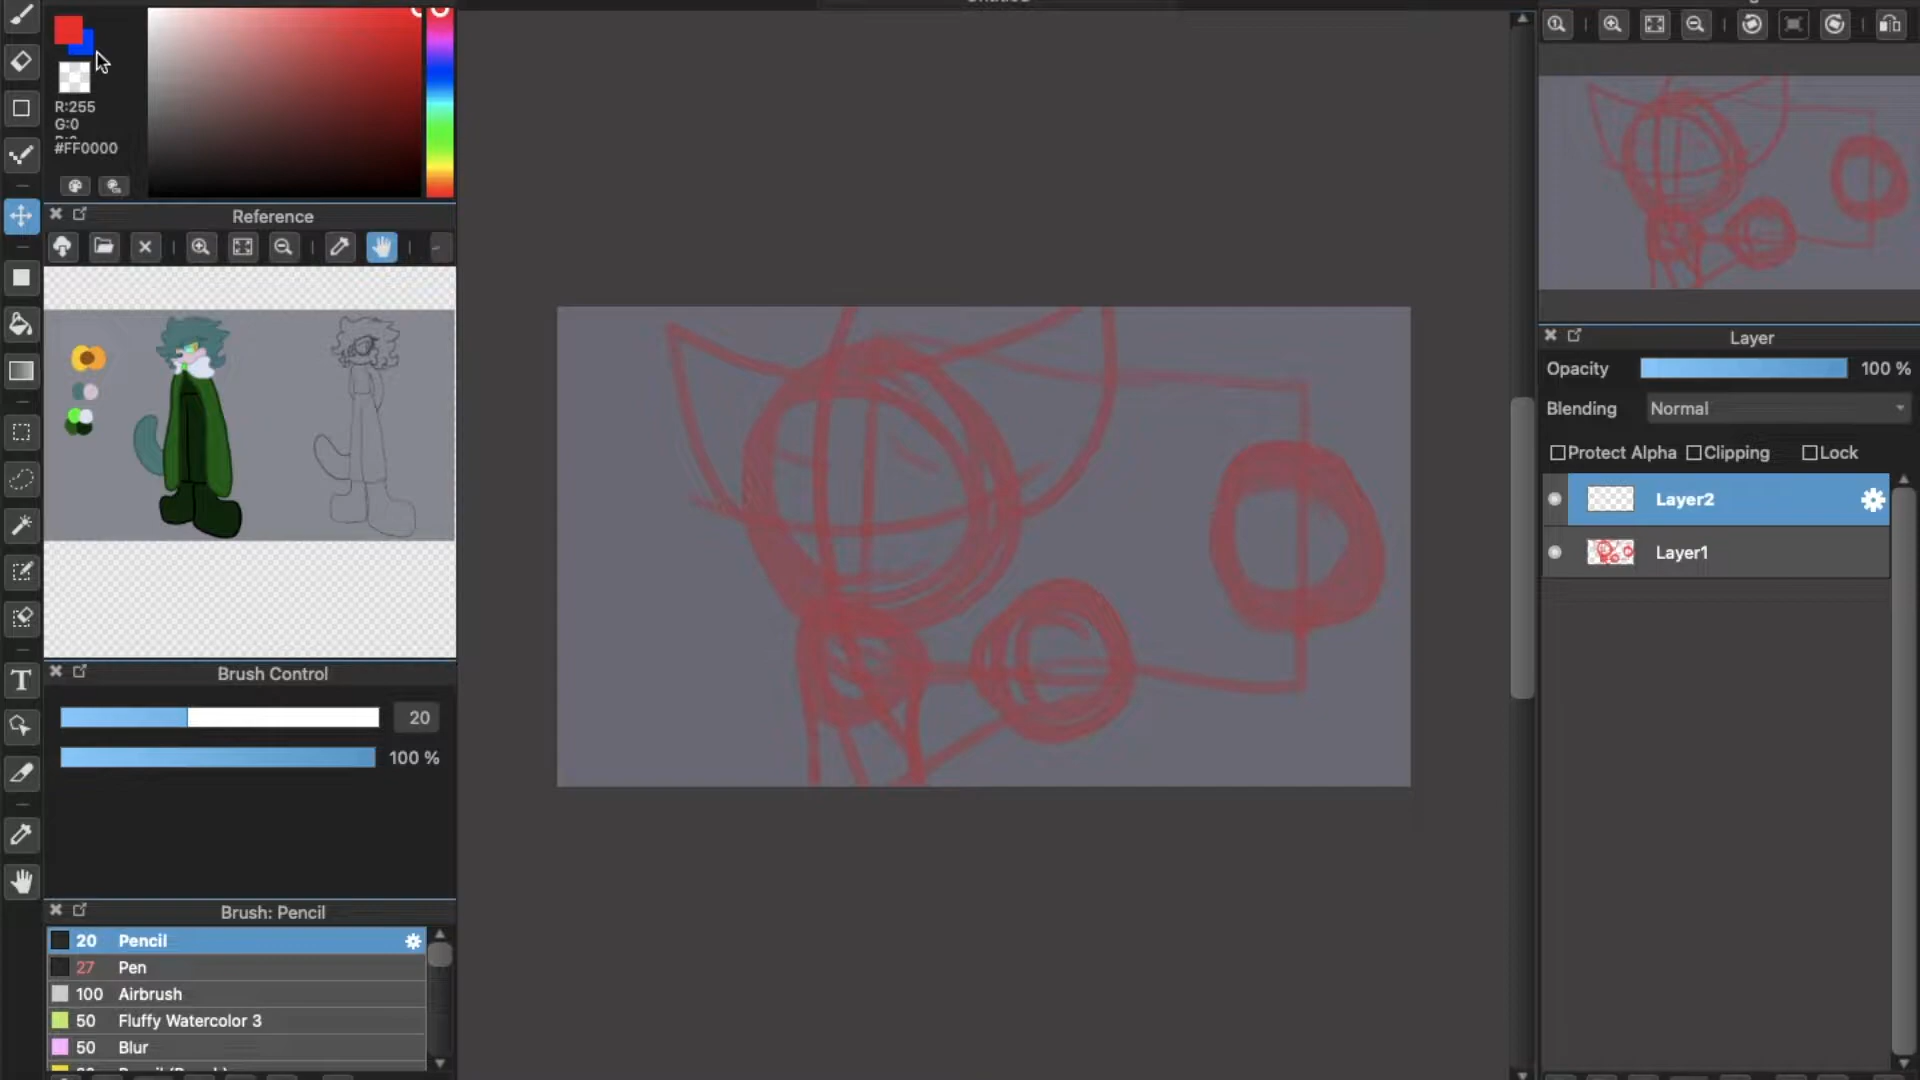 R:255
G:0
#FF0000
Reference
Brush Control
20
100 %
Brush: Pencil
20 Pencil
27 Pen
100 Airbrush
50 Fluffy Watercolor 3
50 Blur
Layer
Opacity 100 %
Blending Normal
Protect Alpha Clipping Lock
Layer2
Layer1